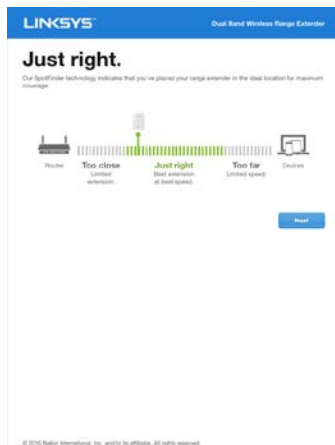 LINKSYS™
Dual Band Wireless Range Extender
Just right.
Our SpotFinder technology indicates that you've placed your range extender in the ideal location for maximum
coverage.
Router
Too close
Limited
extension.
Just right
Best extension
at best speed.
Too far
Limited speed.
Devices
Next
© 2016 Belkin International, Inc. and/or its affiliates. All rights reserved.